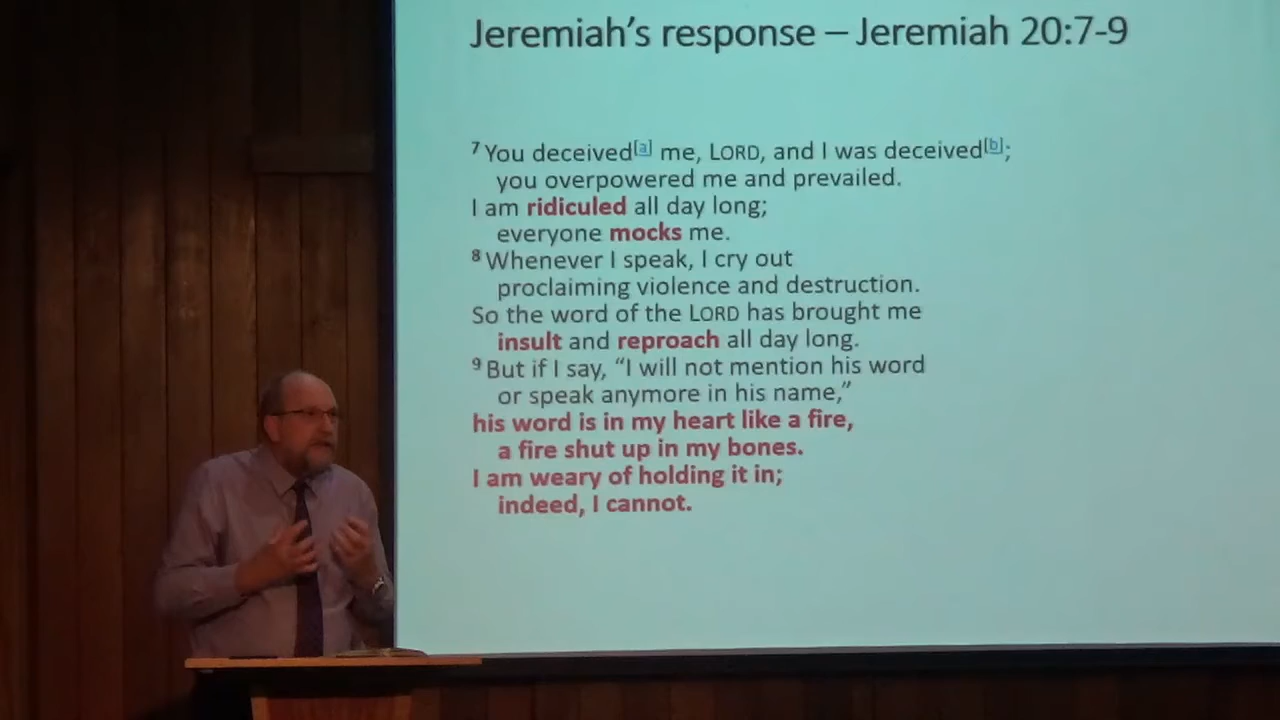 Jeremiah's response – Jeremiah 20:7-9
7 You deceived[a] me, LORD, and I was deceived[b];
you overpowered me and prevailed.
I am ridiculed all day long;
everyone mocks me.
8 Whenever I speak, I cry out
proclaiming violence and destruction.
So the word of the LORD has brought me
insult and reproach all day long.
9 But if I say, “I will not mention his word
or speak anymore in his name,”
his word is in my heart like a fire,
a fire shut up in my bones.
I am weary of holding it in;
indeed, I cannot.